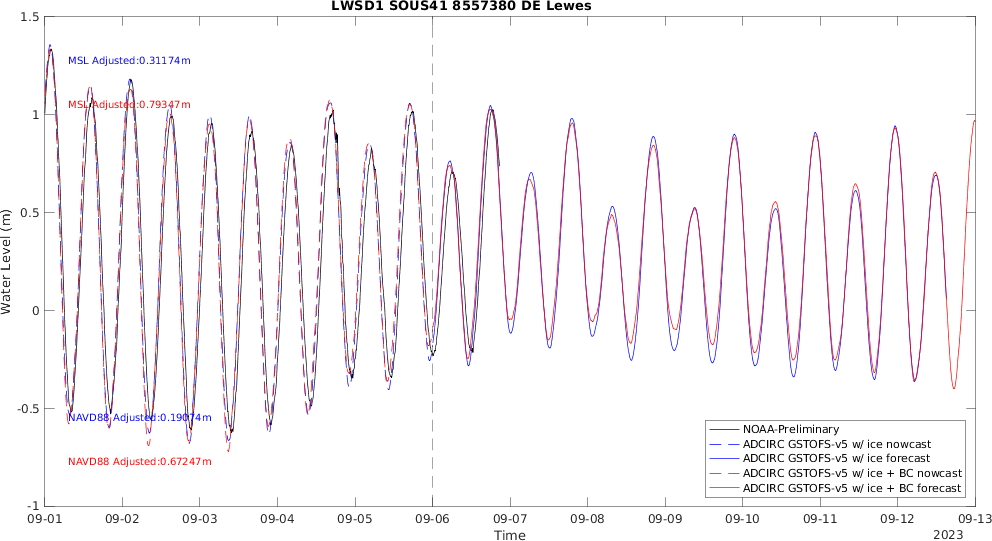 LWSD1 SOUS41 8557380 DE Lewes
1.5
1
0.5
0
-0.5
-1
Water Level (m)
MSL Adjusted:0.31174m
MSL Adjusted:0.79347m
NAVD88 Adjusted:0.19074m
NAVD88 Adjusted:0.67247m
NOAA-Preliminary
ADCIRC GSTOFS-v5 w/ ice nowcast
ADCIRC GSTOFS-v5 w/ ice forecast
ADCIRC GSTOFS-v5 w/ ice + BC nowcast
ADCIRC GSTOFS-v5 w/ ice + BC forecast
09-01 09-02 09-03 09-04 09-05 09-06 09-07 09-08 09-09 09-10 09-11 09-12 09-13
Time
2023